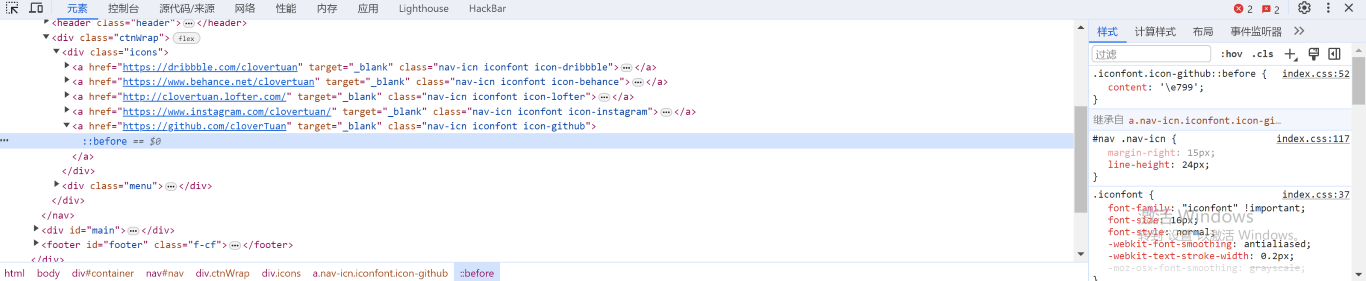 元素 控制台 源代码/来源 网络 性能 内存 应用 Lighthouse HackBar 2 2
<header class="header"> </header>
<div class="ctnWrap"> flex
<div class="icons">
<a href="https://dribbble.com/clovertuan" target="_blank" class="nav-icn iconfont icon-dribbble"> </a>
<a href="https://www.behance.net/clovertuan" target="_blank" class="nav-icn iconfont icon-behance"> </a>
<a href="http://clovertuan.lofter.com/" target="_blank" class="nav-icn iconfont icon-lofter"> </a>
<a href="https://www.instagram.com/clovertuan/" target="_blank" class="nav-icn iconfont icon-instagram"> </a>
<a href="https://github.com/cloverTuan" target="_blank" class="nav-icn iconfont icon-github">
::before == $0
</a>
</div>
<div class="menu"> </div>
</div>
</nav>
<div id="main"> </div>
<footer id="footer" class="f-cf"> </footer>
</div>
html body div#container nav#nav div.ctnWrap div.icons a.nav-icn.iconfont.icon-github ::before
样式 计算样式 布局 事件监听器
过滤 :hov .cls
.iconfont.icon-github::before { index.css:52
content: '\e799';
}
继承自 a.nav-icn.iconfont.icon-gi…
#nav .nav-icn { index.css:117
margin-right: 15px;
line-height: 24px;
}
.iconfont { index.css:37
font-family: "iconfont" !important;
font-size: 16px;
font-style: normal;
-webkit-font-smoothing: antialiased;
-webkit-text-stroke-width: 0.2px;
-moz-osx-font-smoothing: grayscale;
}
激活 Windows
转到"设置"以激活 Windows。